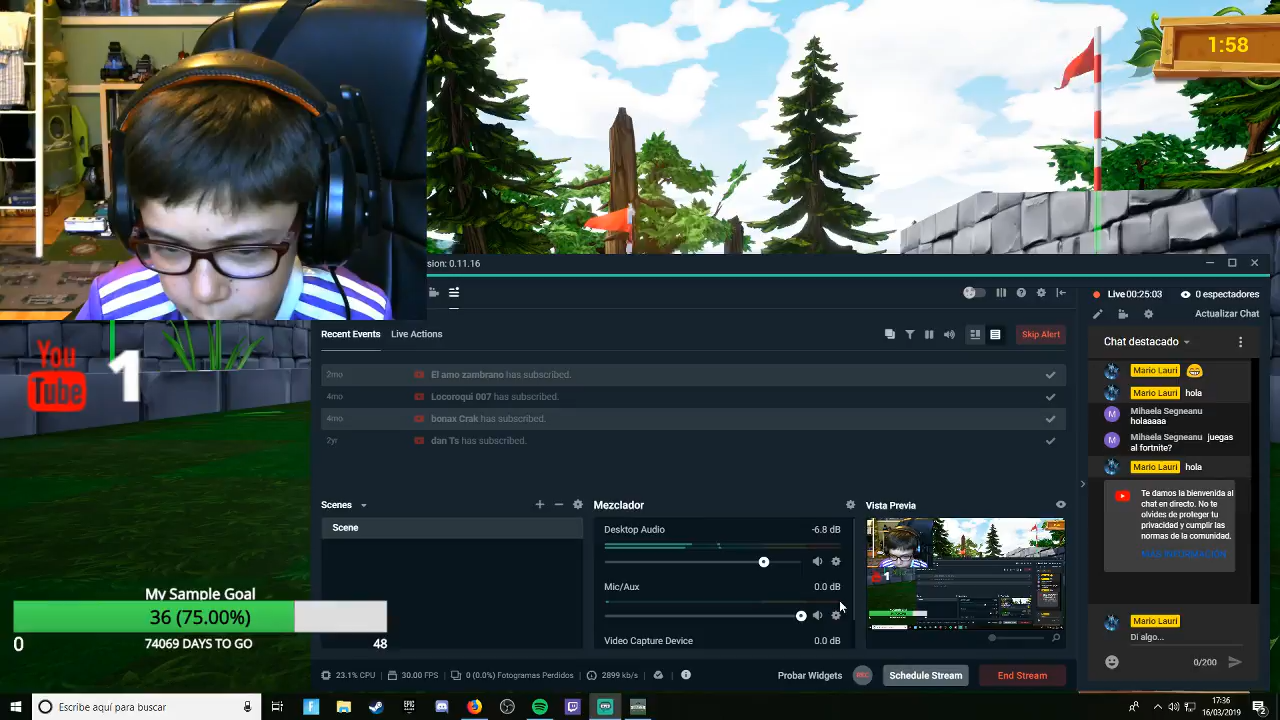 1:58
sion: 0.11.16
Live 00:25:03
0 espectadores
Actualizar Chat
Recent Events
Live Actions
Skip Alert
Chat destacado
2mo El amo zambrano has subscribed.
4mo Locoroqui 007 has subscribed.
4mo bonax Crak has subscribed.
2yr dan Ts has subscribed.
Mario Lauri
Mario Lauri hola
Mihaela Segneanu
holaaaaa
Mihaela Segneanu juegas
al fortnite?
Mario Lauri hola
Te damos la bienvenida al
chat en directo. No te
olvides de proteger tu
privacidad y cumplir las
normas de la comunidad.
MÁS INFORMACIÓN
You
Tube
1
Scenes
Mezclador
Vista Previa
Scene
Desktop Audio -6.8 dB
Mic/Aux 0.0 dB
Video Capture Device 0.0 dB
My Sample Goal
36 (75.00%)
0 74069 DAYS TO GO 48
Mario Lauri
Di algo...
0/200
23.1% CPU
30.00 FPS
0 (0.0%) Fotogramas Perdidos
2899 kb/s
Probar Widgets
REC
Schedule Stream
End Stream
Escribe aquí para buscar
EPIC
17:36
16/03/2019
2